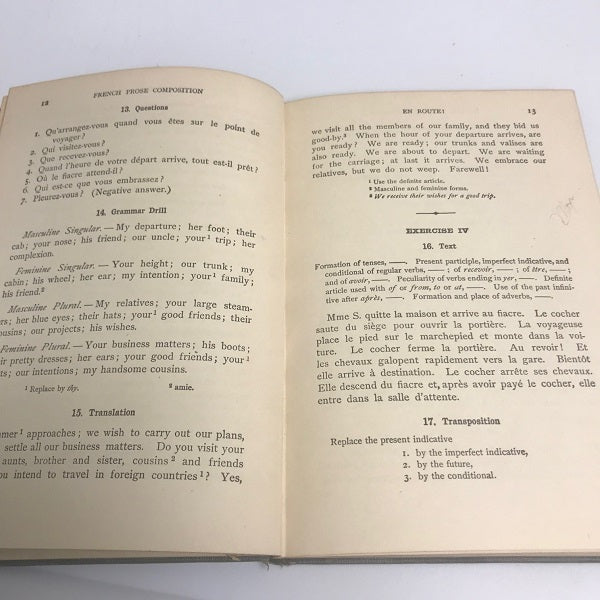 12 FRENCH PROSE COMPOSITION
13. Questions
1. Qu'arrangez-vous quand vous êtes sur le point de
voyager?
2. Qui visitez-vous?
3. Que recevez-vous?
4. Quand l'heure de votre départ arrive, tout est-il prêt?
5. Où le fiacre attend-il?
6. Qui est-ce que vous embrassez?
7. Pleurez-vous? (Negative answer.)
14. Grammar Drill
Masculine Singular. — My departure; her foot; their
cab; your nose; his friend; our uncle; your¹ trip; her
complexion.
Feminine Singular. — Your height; our trunk; my
cabin; his wheel; her ear; my intention; your¹ family;
his friend.²
Masculine Plural. — My relatives; your large steam-
ers; her blue eyes; their hats; your¹ good friends; their
cousins; our projects; his wishes.
Feminine Plural. — Your business matters; his boots;
their pretty dresses; her ears; your good friends; your¹
; our intentions; my handsome cousins.
¹ Replace by thy. ² amie.
15. Translation
¹ approaches; we wish to carry out our plans,
settle all our business matters. Do you visit your
aunts, brother and sister, cousins² and friends
you intend to travel in foreign countries¹? Yes,
EN ROUTE! 13
we visit all the members of our family, and they bid us
good-by.³ When the hour of your departure arrives, are
you ready? We are ready; our trunks and valises are
also ready. We are about to depart. We are waiting
for the carriage; at last it arrives. We embrace our
relatives, but we do not weep. Farewell!
¹ Use the definite article.
² Masculine and feminine forms.
³ We receive their wishes for a good trip.
EXERCISE IV
16. Text
Formation of tenses, ——. Present participle, imperfect indicative, and
conditional of regular verbs, ——; of recevoir, ——; of être, ——;
and of avoir, ——. Peculiarity of verbs ending in yer, ——. Definite
article used with of or from, to or at, ——. Use of the past infini-
tive after après, ——. Formation and place of adverbs, ——.
Mme S. quitte la maison et arrive au fiacre. Le cocher
saute du siège pour ouvrir la portière. La voyageuse
place le pied sur le marchepied et monte dans la voi-
ture. Le cocher ferme la portière. Au revoir! Et
les chevaux galopent rapidement vers la gare. Bientôt
elle arrive à destination. Le cocher arrête ses chevaux.
Elle descend du fiacre et, après avoir payé le cocher, elle
entre dans la salle d'attente.
17. Transposition
Replace the present indicative
1. by the imperfect indicative,
2. by the future,
3. by the conditional.